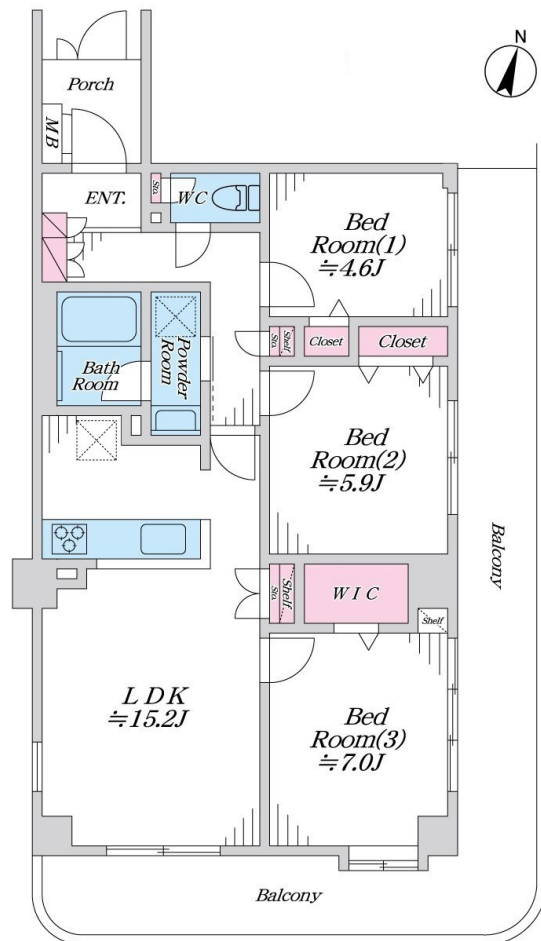 N
Porch
MB
ENT.
Sto.
WC
Bed
Room(1)
≒4.6J
Sto.
Shelf
Closet
Closet
Bath
Room
Powder
Room
Bed
Room(2)
≒5.9J
Balcony
Sto.
Shelf
WIC
Shelf
LDK
≒15.2J
Bed
Room(3)
≒7.0J
Balcony